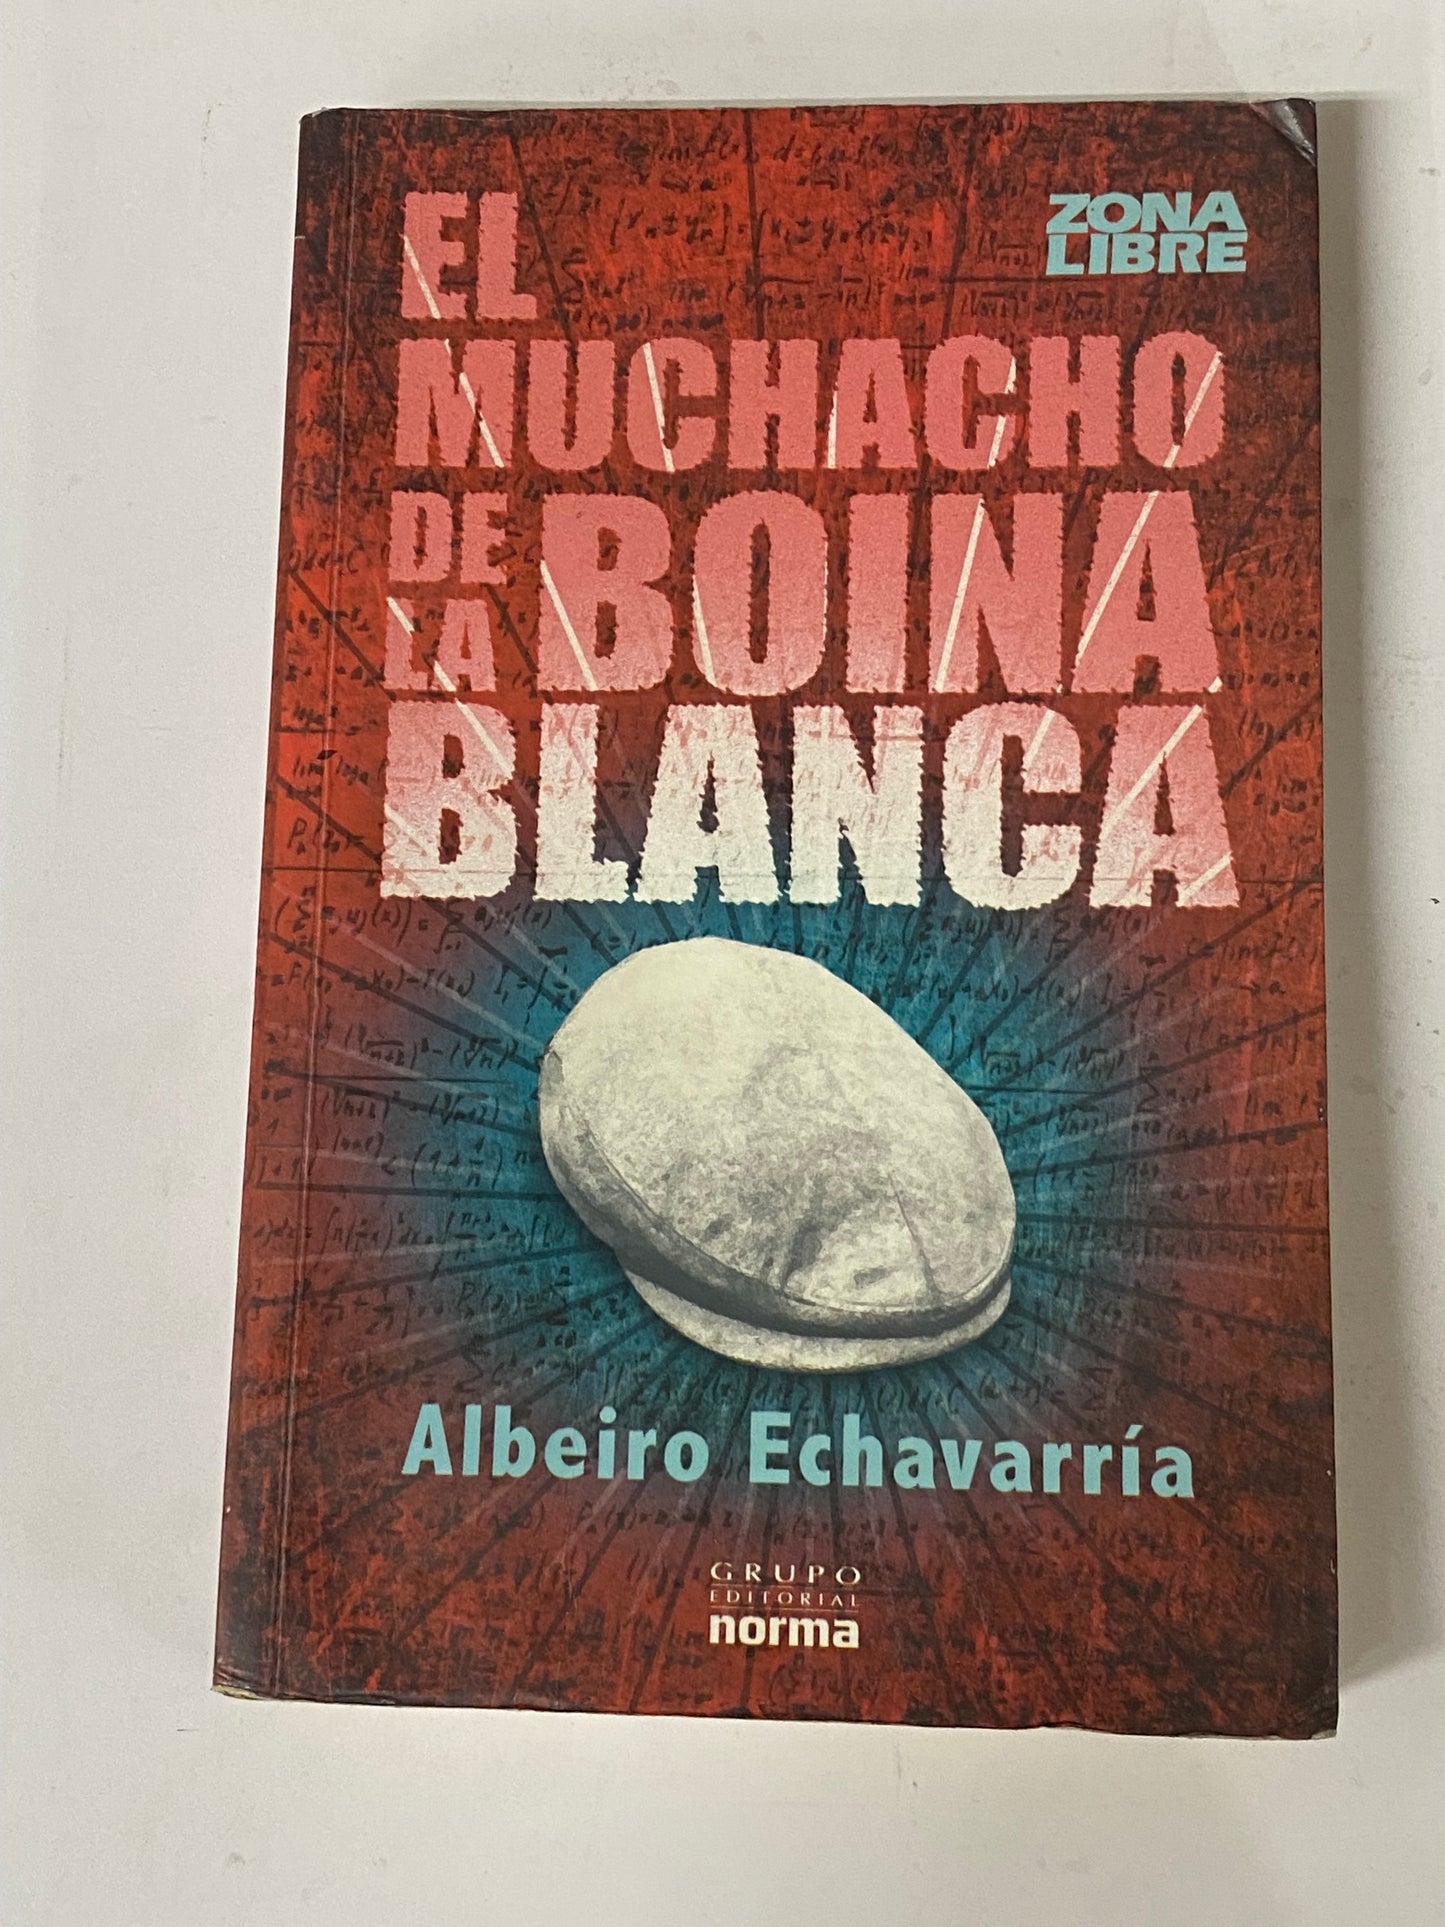 ZONA
LIBRE
EL
MUCHACHO
DE
LA
BOINA
BLANCA
Albeiro Echavarría
GRUPO
EDITORIAL
norma